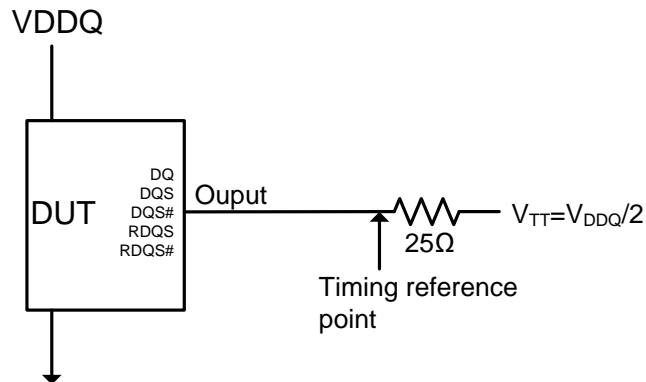 VDDQ
DUT
DQ
DQS
DQS#
RDQS
RDQS#
Ouput
25Ω
VTT=VDDQ/2
Timing reference
point